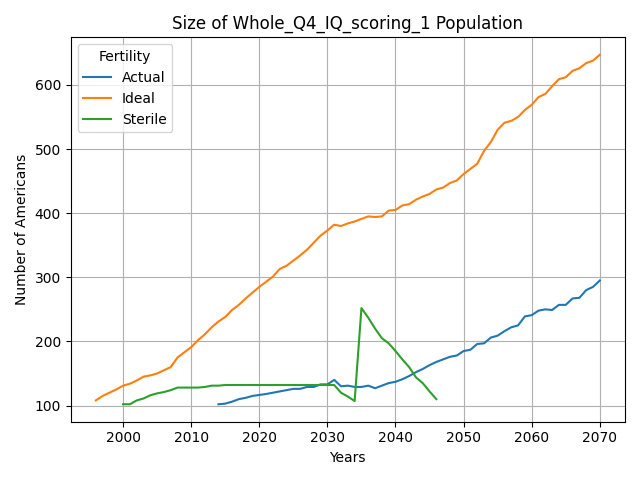 Size of Whole_Q4_IQ_scoring_1 Population
Fertility
Actual
Ideal
Sterile
Number of Americans
600
500
400
300
200
100
2000
2010
2020
2030
2040
2050
2060
2070
Years